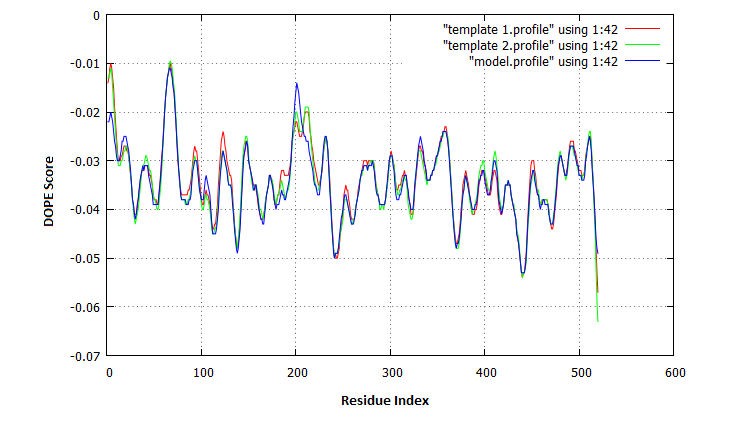 0
"template 1.profile" using 1:42
"template 2.profile" using 1:42
"model.profile" using 1:42
-0.01
-0.02
-0.03
-0.04
-0.05
-0.06
-0.07
DOPE Score
0 100 200 300 400 500 600
Residue Index